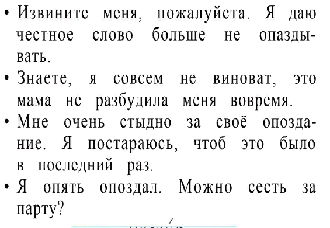 • Извините меня, пожалуйста. Я даю
честное слово больше не опазды-
вать.
• Знаете, я совсем не виноват, это
мама не разбудила меня вовремя.
• Мне очень стыдно за своё опозда-
ние. Я постараюсь, чтоб это было
в последний раз.
• Я опять опоздал. Можно сесть за
парту?